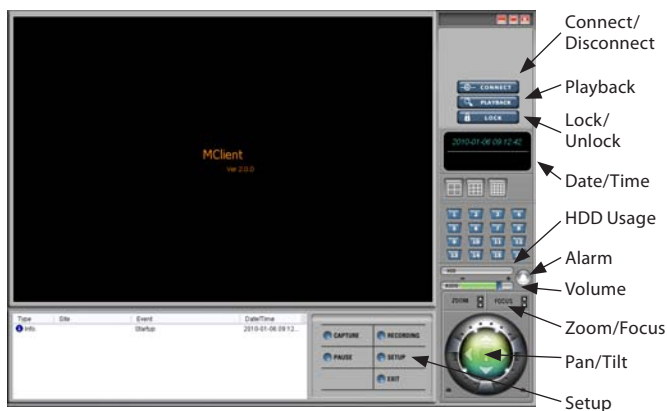 Connect/
Disconnect
CONNECT
PLAYBACK
Playback
LOCK
Lock/
Unlock
2010-01-06 09:12:42
Date/Time
MClient
Ver 2.0.0
HDD Usage
1 2 3 4
5 6 7 8
9 10 11 12
13 14 15
HDD
Alarm
AUDIO
Volume
ZOOM FOCUS
Zoom/Focus
Pan/Tilt
Type Site Event Date/Time
Info Startup 2010-01-06 09:12...
CAPTURE RECORDING
PAUSE SETUP
EXIT
Setup